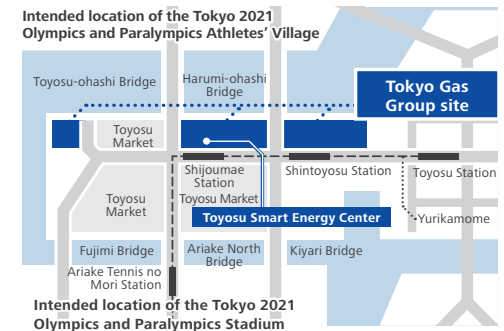 Intended location of the Tokyo 2021
Olympics and Paralympics Athletes’ Village
Toyosu-ohashi Bridge
Harumi-ohashi
Bridge
Tokyo Gas
Group site
Toyosu
Market
Shijoumae
Station
Shintoyosu Station
Toyosu Station
Toyosu
Market
Toyosu Market
Toyosu Smart Energy Center
Yurikamome
Fujimi Bridge
Ariake North
Bridge
Kiyari Bridge
Ariake Tennis no
Mori Station
Intended location of the Tokyo 2021
Olympics and Paralympics Stadium